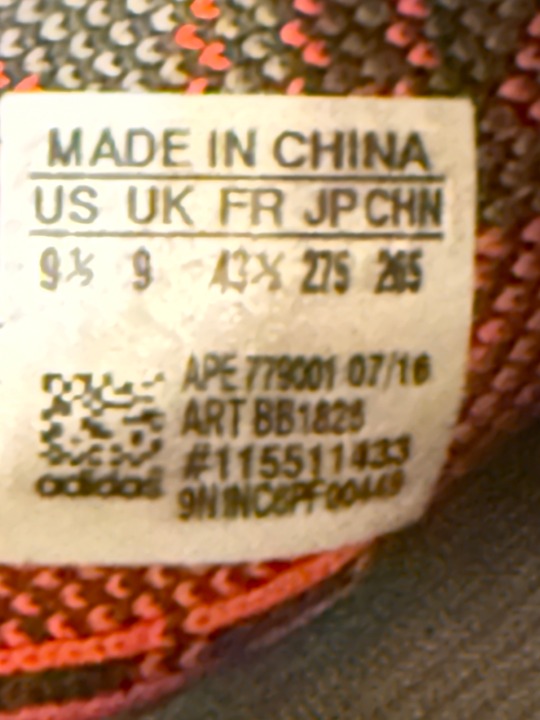 MADE IN CHINA
US UK FR JP CHN
9½ 9 43⅓ 275 265
APE 779001 07/16
ART BB1826
#115511433
adidas